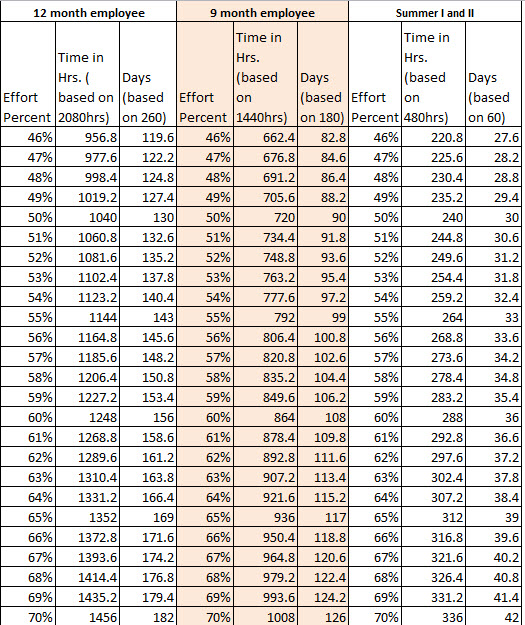 12 month employee 9 month employee Summer I and II
Effort Percent Time in Hrs. ( based on 2080hrs) Days (based on 260) Effort Percent Time in Hrs. (based on 1440hrs) Days (based on 180) Effort Percent Time in Hrs. (based on 480hrs) Days (based on 60)
46% 956.8 119.6 46% 662.4 82.8 46% 220.8 27.6
47% 977.6 122.2 47% 676.8 84.6 47% 225.6 28.2
48% 998.4 124.8 48% 691.2 86.4 48% 230.4 28.8
49% 1019.2 127.4 49% 705.6 88.2 49% 235.2 29.4
50% 1040 130 50% 720 90 50% 240 30
51% 1060.8 132.6 51% 734.4 91.8 51% 244.8 30.6
52% 1081.6 135.2 52% 748.8 93.6 52% 249.6 31.2
53% 1102.4 137.8 53% 763.2 95.4 53% 254.4 31.8
54% 1123.2 140.4 54% 777.6 97.2 54% 259.2 32.4
55% 1144 143 55% 792 99 55% 264 33
56% 1164.8 145.6 56% 806.4 100.8 56% 268.8 33.6
57% 1185.6 148.2 57% 820.8 102.6 57% 273.6 34.2
58% 1206.4 150.8 58% 835.2 104.4 58% 278.4 34.8
59% 1227.2 153.4 59% 849.6 106.2 59% 283.2 35.4
60% 1248 156 60% 864 108 60% 288 36
61% 1268.8 158.6 61% 878.4 109.8 61% 292.8 36.6
62% 1289.6 161.2 62% 892.8 111.6 62% 297.6 37.2
63% 1310.4 163.8 63% 907.2 113.4 63% 302.4 37.8
64% 1331.2 166.4 64% 921.6 115.2 64% 307.2 38.4
65% 1352 169 65% 936 117 65% 312 39
66% 1372.8 171.6 66% 950.4 118.8 66% 316.8 39.6
67% 1393.6 174.2 67% 964.8 120.6 67% 321.6 40.2
68% 1414.4 176.8 68% 979.2 122.4 68% 326.4 40.8
69% 1435.2 179.4 69% 993.6 124.2 69% 331.2 41.4
70% 1456 182 70% 1008 126 70% 336 42